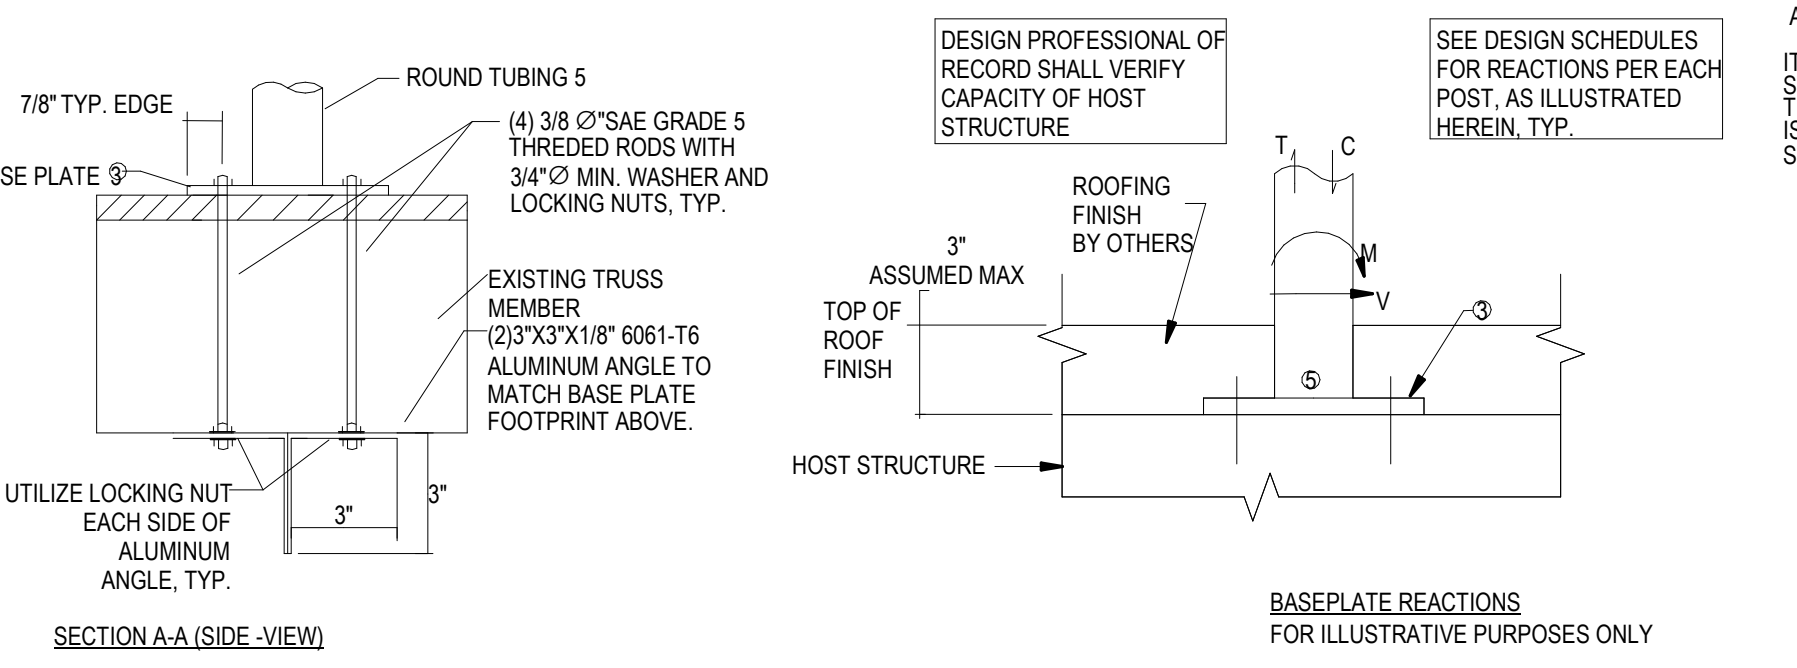 7/8" TYP. EDGE
ROUND TUBING 5
(4) 3/8 Ø"SAE GRADE 5
THREDED RODS WITH
3/4"Ø MIN. WASHER AND
LOCKING NUTS, TYP.
SE PLATE 3
EXISTING TRUSS
MEMBER
(2)3"X3"X1/8" 6061-T6
ALUMINUM ANGLE TO
MATCH BASE PLATE
FOOTPRINT ABOVE.
UTILIZE LOCKING NUT
EACH SIDE OF
ALUMINUM
ANGLE, TYP.
3"
3"
SECTION A-A (SIDE -VIEW)
DESIGN PROFESSIONAL OF
RECORD SHALL VERIFY
CAPACITY OF HOST
STRUCTURE
SEE DESIGN SCHEDULES
FOR REACTIONS PER EACH
POST, AS ILLUSTRATED
HEREIN, TYP.
T
C
ROOFING
FINISH
BY OTHERS
3"
ASSUMED MAX
TOP OF
ROOF
FINISH
M
V
3
5
HOST STRUCTURE
BASEPLATE REACTIONS
FOR ILLUSTRATIVE PURPOSES ONLY